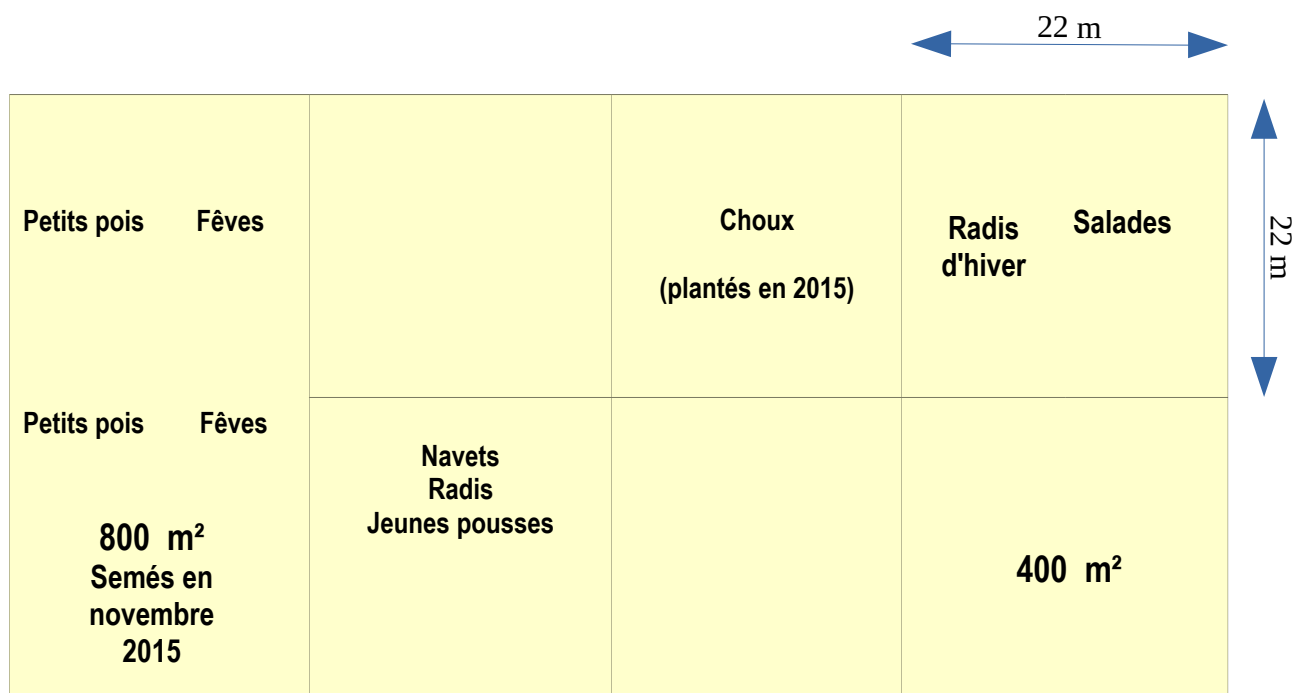 22 m
22 m
Petits pois Fêves
Choux
(plantés en 2015)
Radis
d'hiver
Salades
Petits pois Fêves
800 m²
Semés en
novembre
2015
Navets
Radis
Jeunes pousses
400 m²